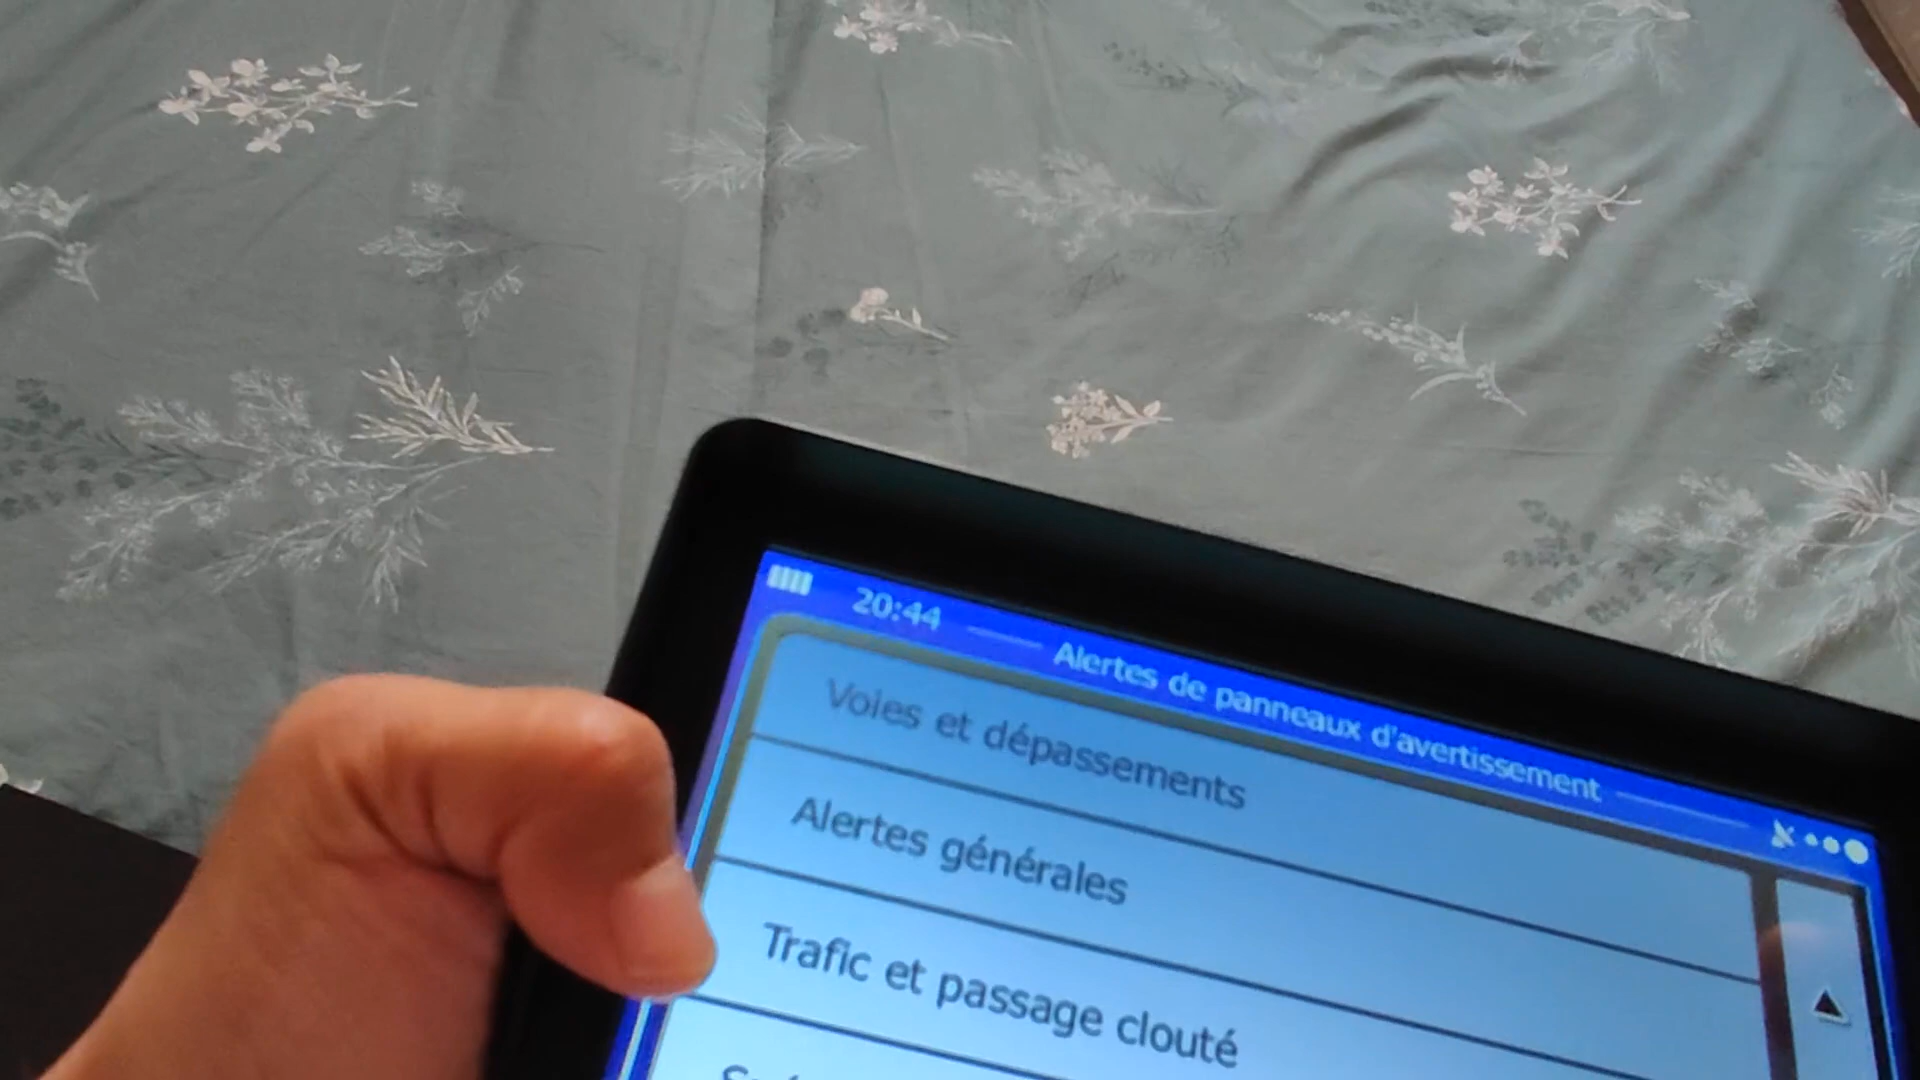 20:44
Alertes de panneaux d'avertissement
Voies et dépassements
Alertes générales
Trafic et passage clouté